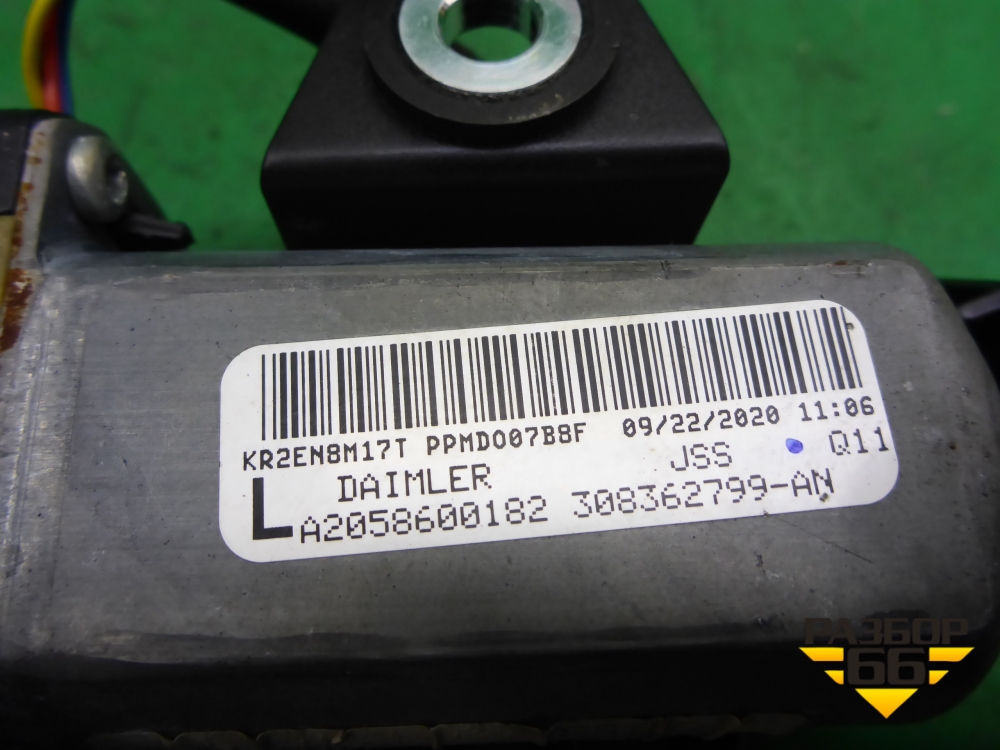 KR2EN8M17T PPMD007B8F 09/22/2020 11:06
DAIMLER JSS Q11
L A2058600182 308362799-AN
РАЗБОР
66